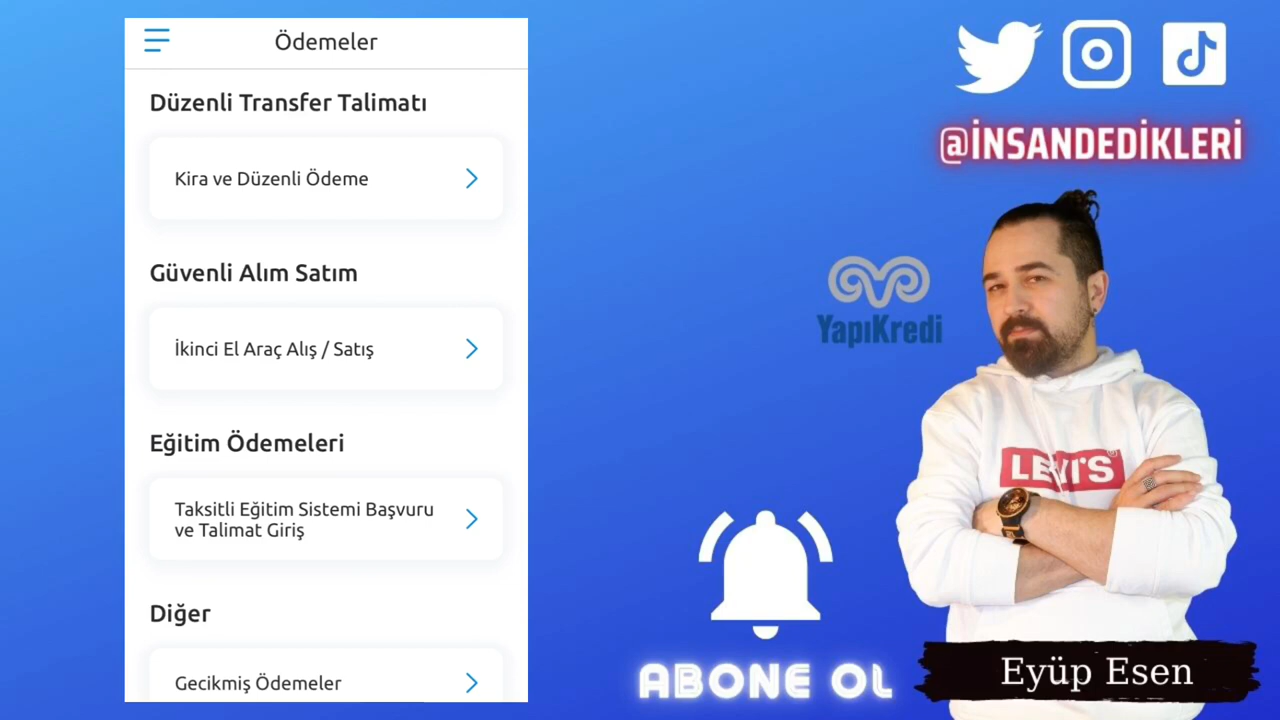 Ödemeler
Düzenli Transfer Talimatı
Kira ve Düzenli Ödeme
Güvenli Alım Satım
İkinci El Araç Alış / Satış
Eğitim Ödemeleri
Taksitli Eğitim Sistemi Başvuru
ve Talimat Giriş
Diğer
Gecikmiş Ödemeler
@İNSANDEDİKLERİ
YapıKredi
LEVI'S
ABONE OL
Eyüp Esen